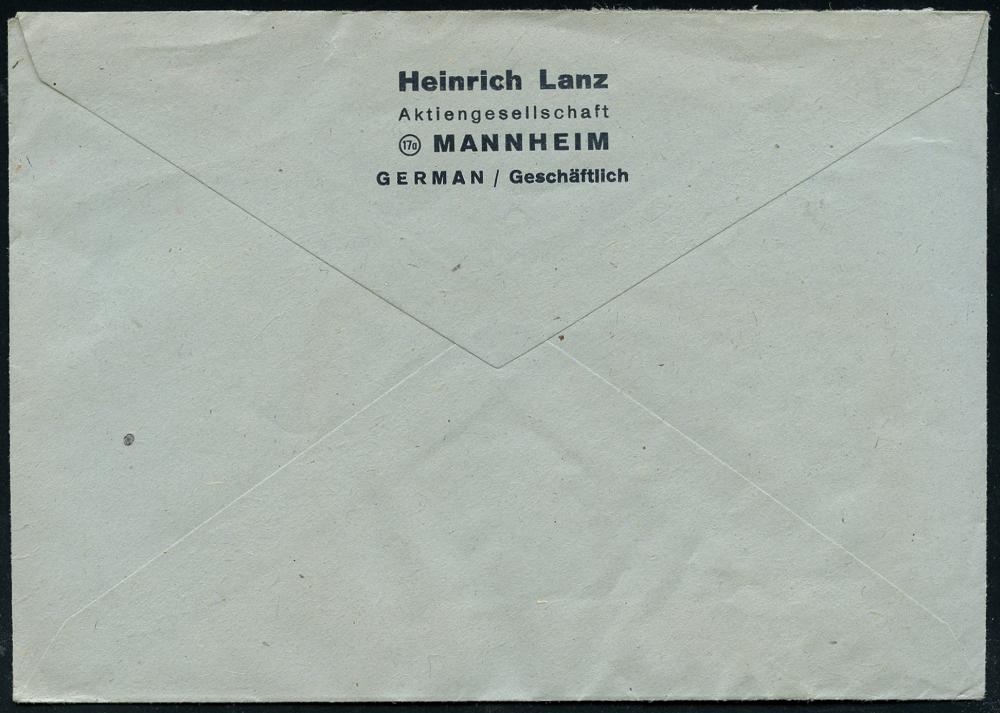 Heinrich Lanz
Aktiengesellschaft
17a MANNHEIM
GERMAN / Geschäftlich